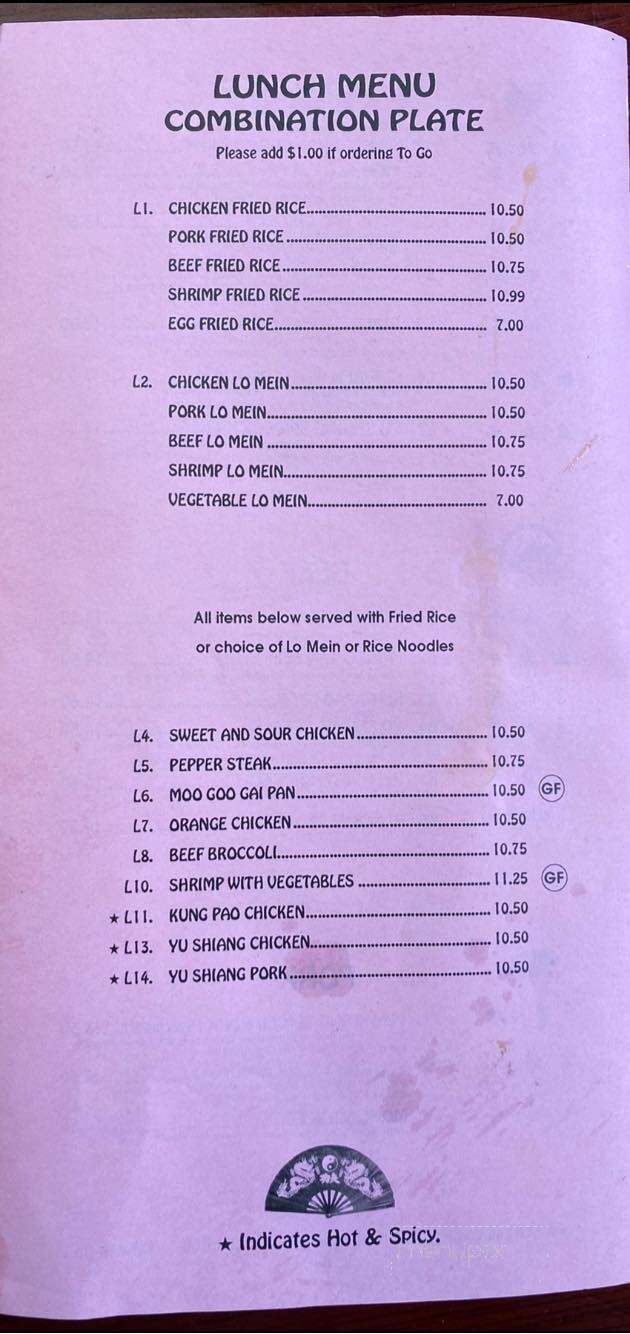 LUNCH MENU
COMBINATION PLATE
Please add $1.00 if ordering To Go
L1. CHICKEN FRIED RICE 10.50
PORK FRIED RICE 10.50
BEEF FRIED RICE 10.75
SHRIMP FRIED RICE 10.99
EGG FRIED RICE 7.00
L2. CHICKEN LO MEIN 10.50
PORK LO MEIN 10.50
BEEF LO MEIN 10.75
SHRIMP LO MEIN 10.75
VEGETABLE LO MEIN 7.00
All items below served with Fried Rice
or choice of Lo Mein or Rice Noodles
L4. SWEET AND SOUR CHICKEN 10.50
L5. PEPPER STEAK 10.75
L6. MOO GOO GAI PAN 10.50 GF
L7. ORANGE CHICKEN 10.50
L8. BEEF BROCCOLI 10.75
L10. SHRIMP WITH VEGETABLES 11.25 GF
★ L11. KUNG PAO CHICKEN 10.50
★ L13. YU SHIANG CHICKEN 10.50
★ L14. YU SHIANG PORK 10.50
★ Indicates Hot & Spicy.
menupix